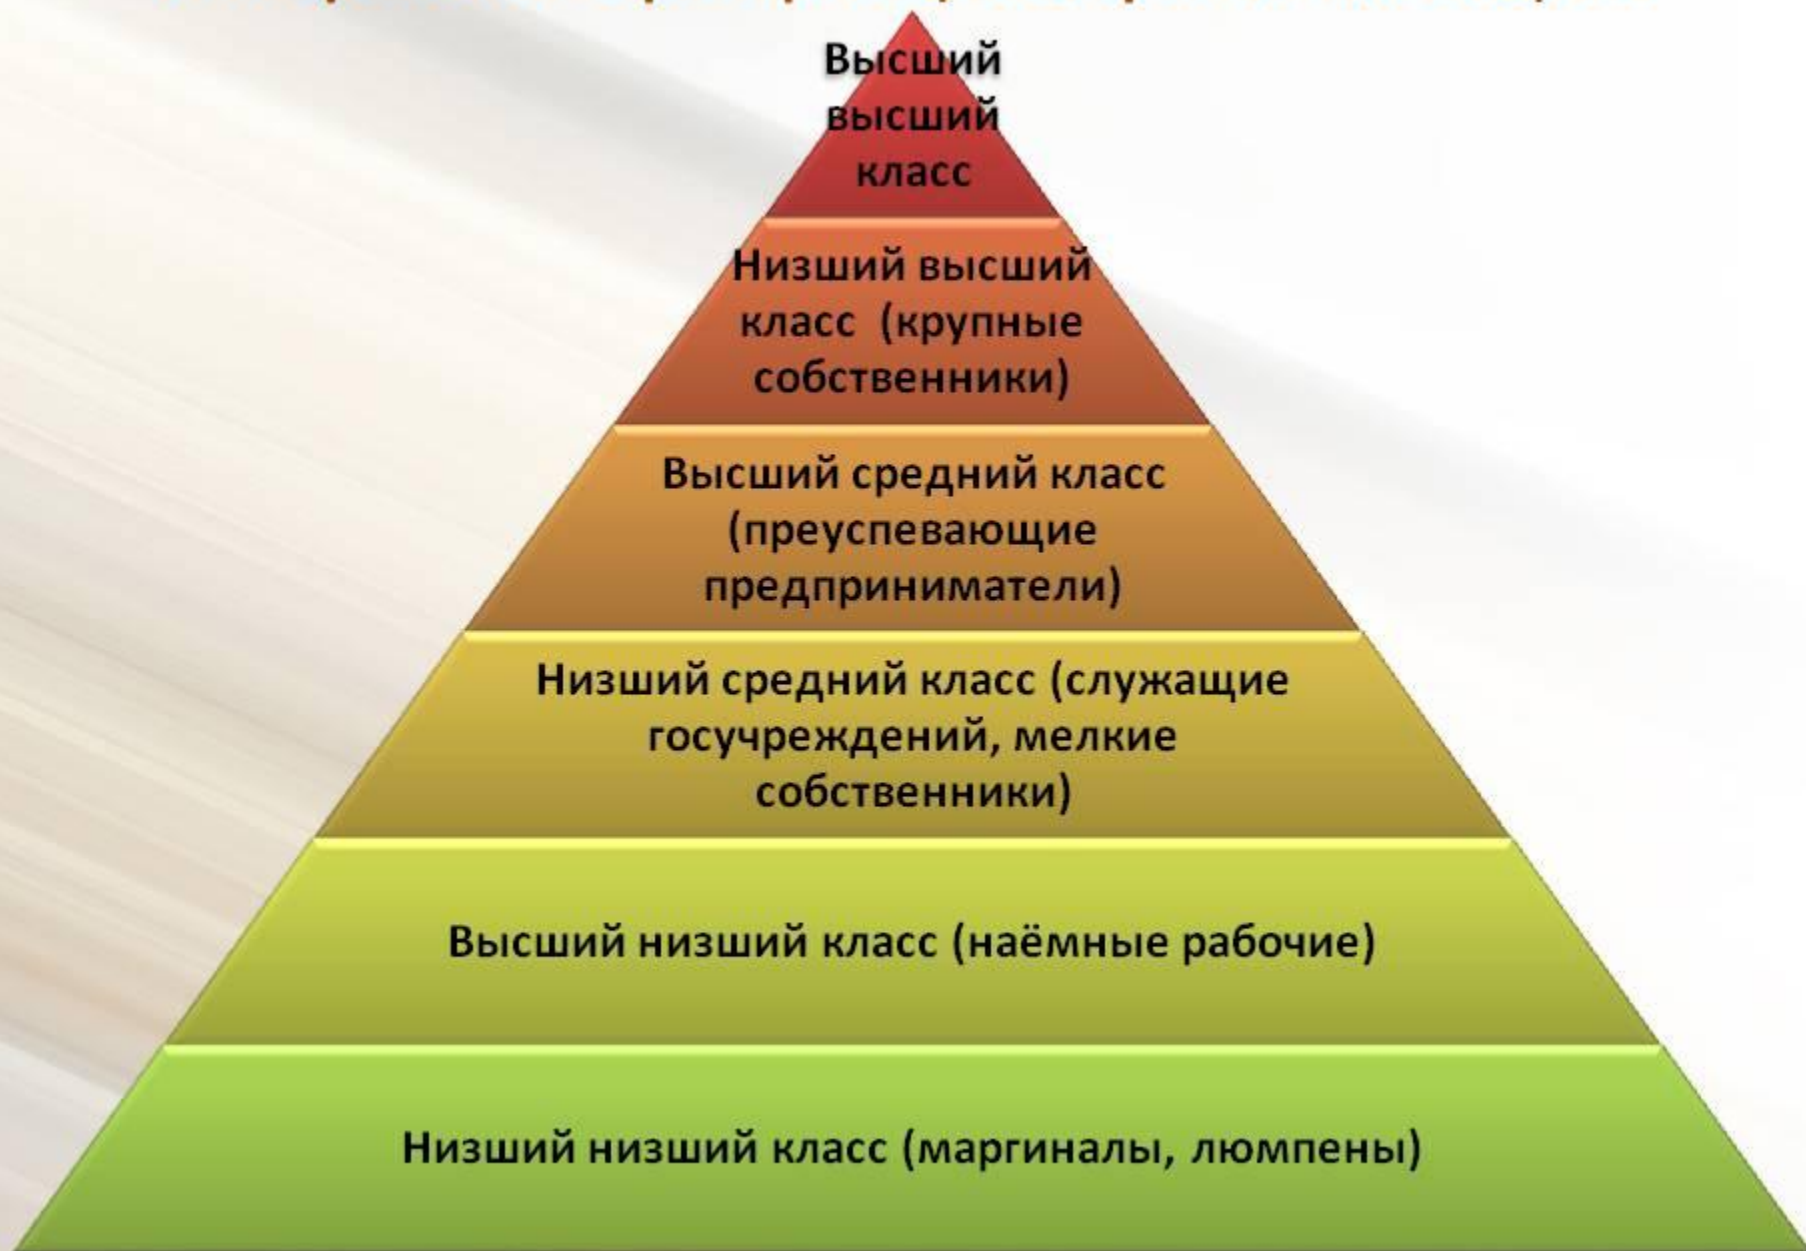 Высший
высший
класс
Низший высший
класс (крупные
собственники)
Высший средний класс
(преуспевающие
предприниматели)
Низший средний класс (служащие
госучреждений, мелкие
собственники)
Высший низший класс (наёмные рабочие)
Низший низший класс (маргиналы, люмпены)